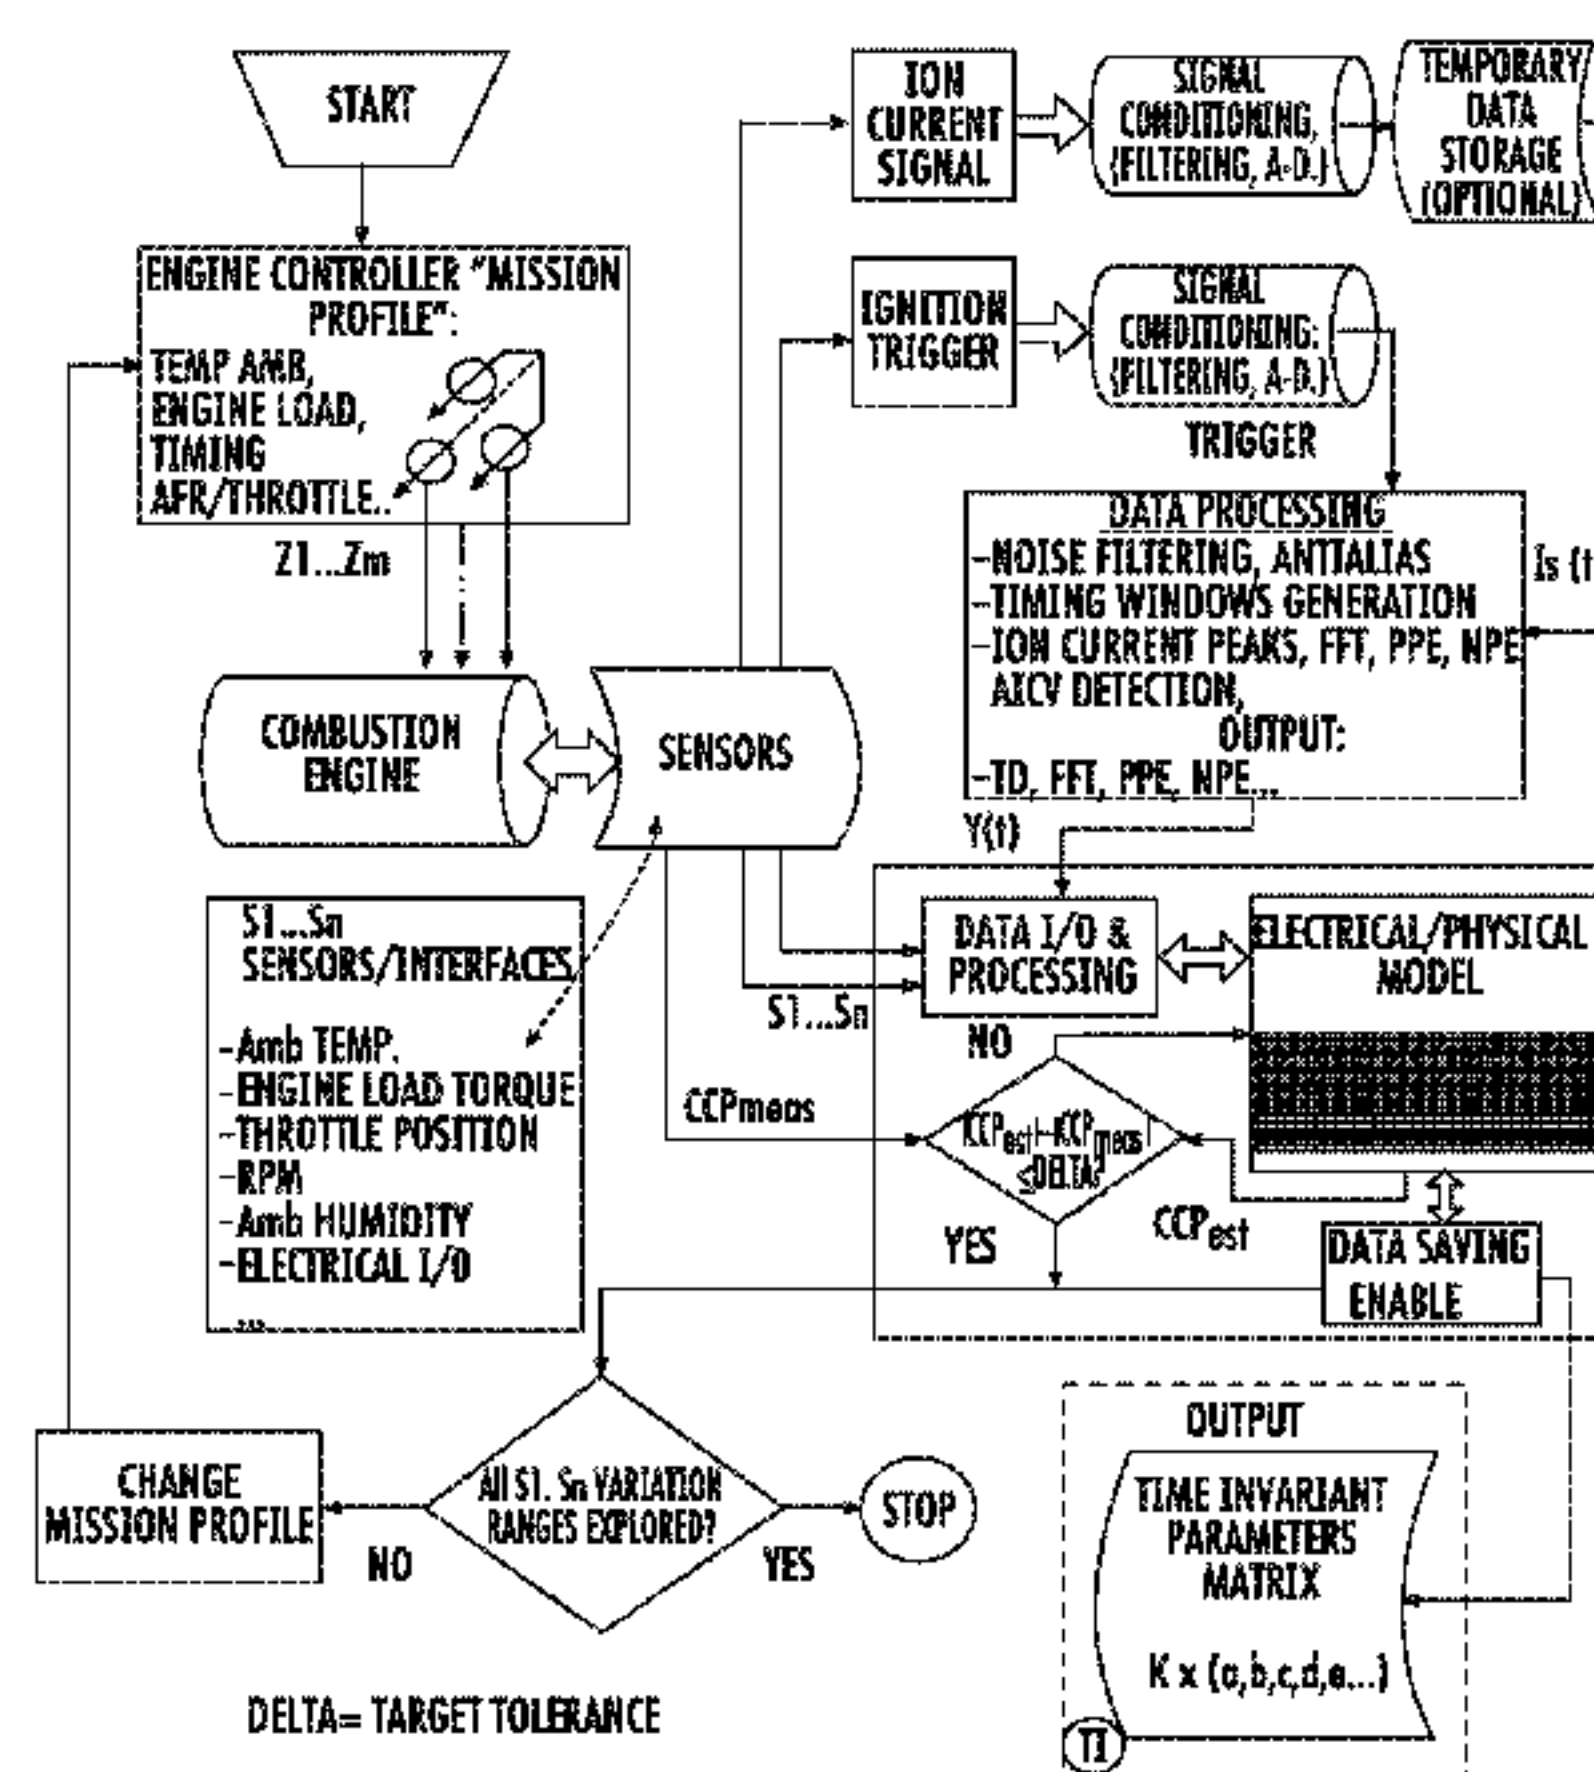 START
ENGINE CONTROLLER "MISSION
PROFILE":
TEMP AMB,
ENGINE LOAD,
TIMING
AFR/THROTTLE..
Z1...Zm
COMBUSTION
ENGINE
SENSORS
ION
CURRENT
SIGNAL
SIGNAL
CONDITIONING,
(FILTERING, A-D.)
TEMPORARY
DATA
STORAGE
(OPTIONAL)
IGNITION
TRIGGER
SIGNAL
CONDITIONING:
(FILTERING, A-D.)
TRIGGER
DATA PROCESSING
-NOISE FILTERING, ANTIALIAS
-TIMING WINDOWS GENERATION
-ION CURRENT PEAKS, FFT, PPE, NPE
AICV DETECTION,
OUTPUT:
-TD, FFT, PPE, NPE...
Is (t
Y(t)
S1...Sn
SENSORS/INTERFACES
-Amb TEMP.
-ENGINE LOAD TORQUE
-THROTTLE POSITION
-RPM
-Amb HUMIDITY
-ELECTRICAL I/O
...
DATA I/O &
PROCESSING
ELECTRICAL/PHYSICAL
MODEL
S1...Sn
NO
CCPmeas
≤DELTA
YES
CCPest
DATA SAVING
ENABLE
CHANGE
MISSION PROFILE
NO
All S1. Sn VARIATION
RANGES EXPLORED?
YES
STOP
OUTPUT
TIME INVARIANT
PARAMETERS
MATRIX
K x (a,b,c,d,e...)
TI
DELTA= TARGET TOLERANCE